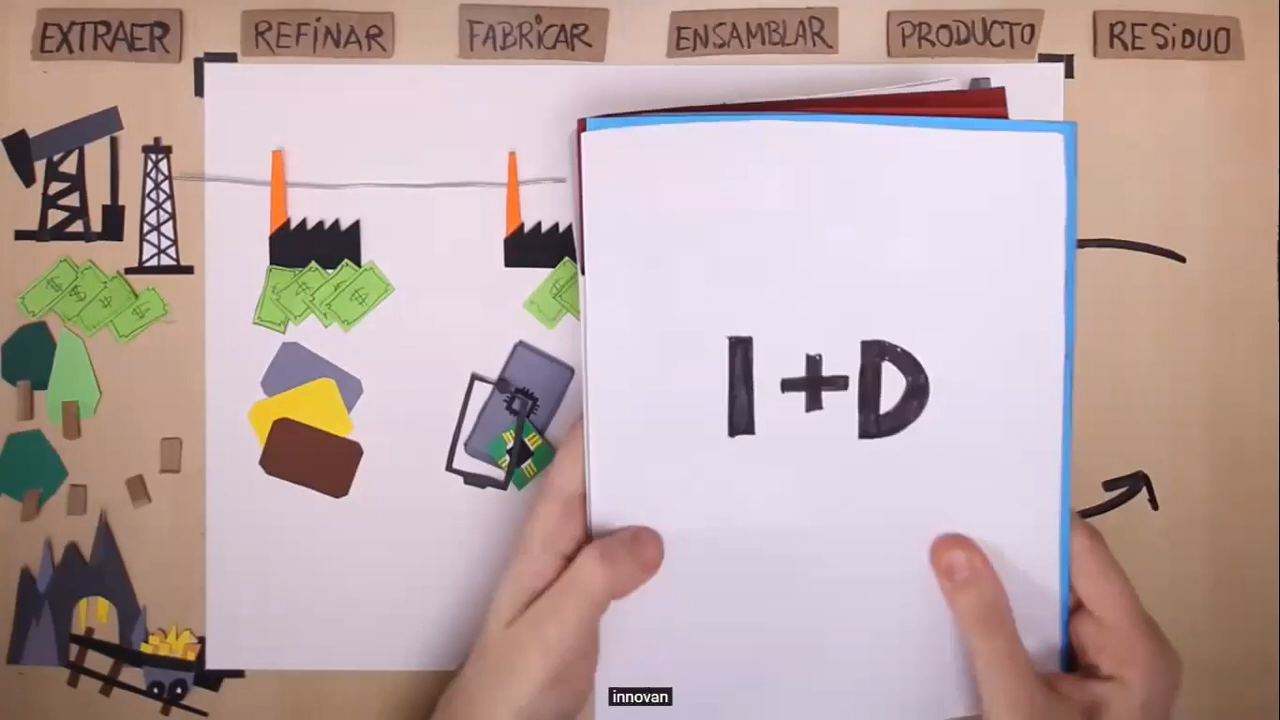 EXTRAER
REFiNAR
FABRiCAR
ENSAMBLAR
PRODUCTO
RESiDUO
I+D
innovan